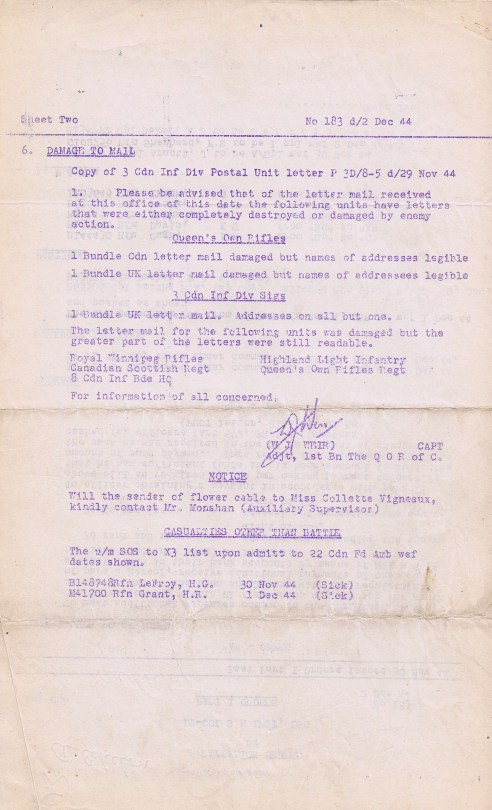 Sheet Two No 183 d/2 Dec 44
6. DAMAGE TO MAIL
Copy of 3 Cdn Inf Div Postal Unit letter P 3D/8-5 d/29 Nov 44
1. Please be advised that of the letter mail received
at this office of this date the following units have letters
that were either completely destroyed or damaged by enemy
action.
Queen's Own Rifles
1 Bundle Cdn letter mail damaged but names of addresses legible
1 Bundle UK letter mail damaged but names of addressees legible
3 Cdn Inf Div Sigs
1 Bundle UK letter mail. Addresses on all but one.
The letter mail for the following units was damaged but the
greater part of the letters were still readable.
Royal Winnipeg Rifles Highland Light Infantry
Canadian Scottish Regt Queen's Own Rifles Regt
8 Cdn Inf Bde HQ
For information of all concerned.
(W J WEIR) CAPT
Adjt, 1st Bn The Q O R of C.
NOTICE
Will the sender of flower cable to Miss Collette Vigneaux,
kindly contact Mr. Monahan (Auxiliary Supervisor)
CASUALTIES OTHER THAN BATTLE
The u/m SOS to X3 list upon admitt to 22 Cdn Fd Amb wef
dates shown.
B148748Rfn LeFroy, H.G. 30 Nov 44 (Sick)
M41700 Rfn Grant, H.R. 1 Dec 44 (Sick)